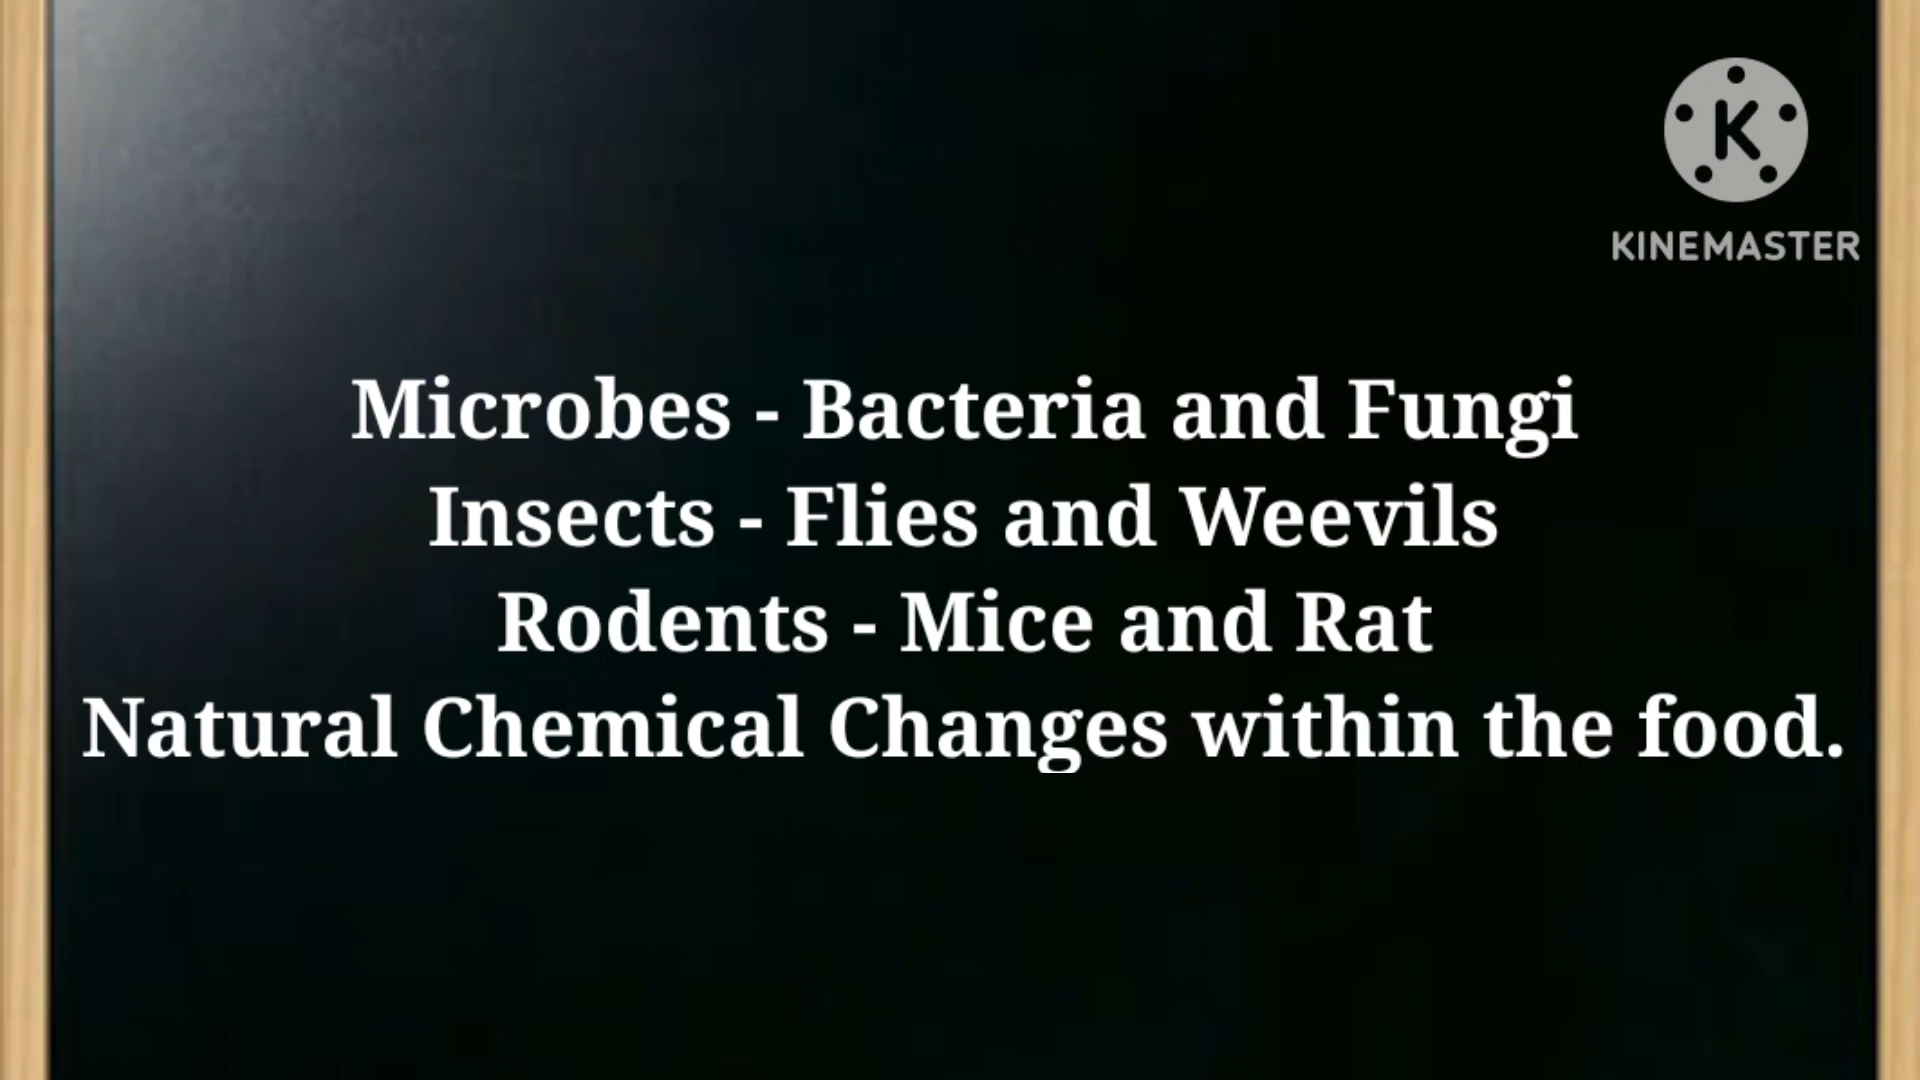 K
KINEMASTER
Microbes - Bacteria and Fungi
Insects - Flies and Weevils
Rodents - Mice and Rat
Natural Chemical Changes within the food.